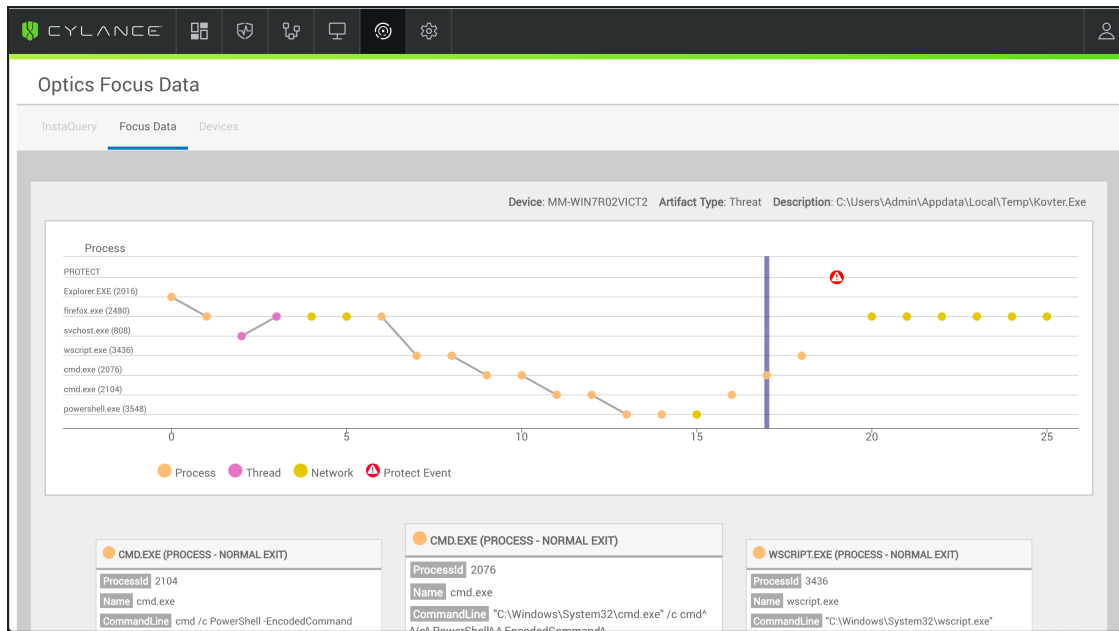 CYLANCE
Optics Focus Data
InstaQuery Focus Data Devices
Device: MM-WIN7R02VICT2 Artifact Type: Threat Description: C:\Users\Admin\Appdata\Local\Temp\Kovter.Exe
Process
PROTECT
Explorer.EXE (2016)
firefox.exe (2480)
svchost.exe (808)
wscript.exe (3436)
cmd.exe (2076)
cmd.exe (2104)
powershell.exe (3548)
0 5 10 15 20 25
Process Thread Network Protect Event
CMD.EXE (PROCESS - NORMAL EXIT)
ProcessId 2104
Name cmd.exe
CommandLine cmd /c PowerShell -EncodedCommand
CMD.EXE (PROCESS - NORMAL EXIT)
ProcessId 2076
Name cmd.exe
CommandLine "C:\Windows\System32\cmd.exe" /c cmd^
WSCRIPT.EXE (PROCESS - NORMAL EXIT)
ProcessId 3436
Name wscript.exe
CommandLine "C:\Windows\System32\wscript.exe"